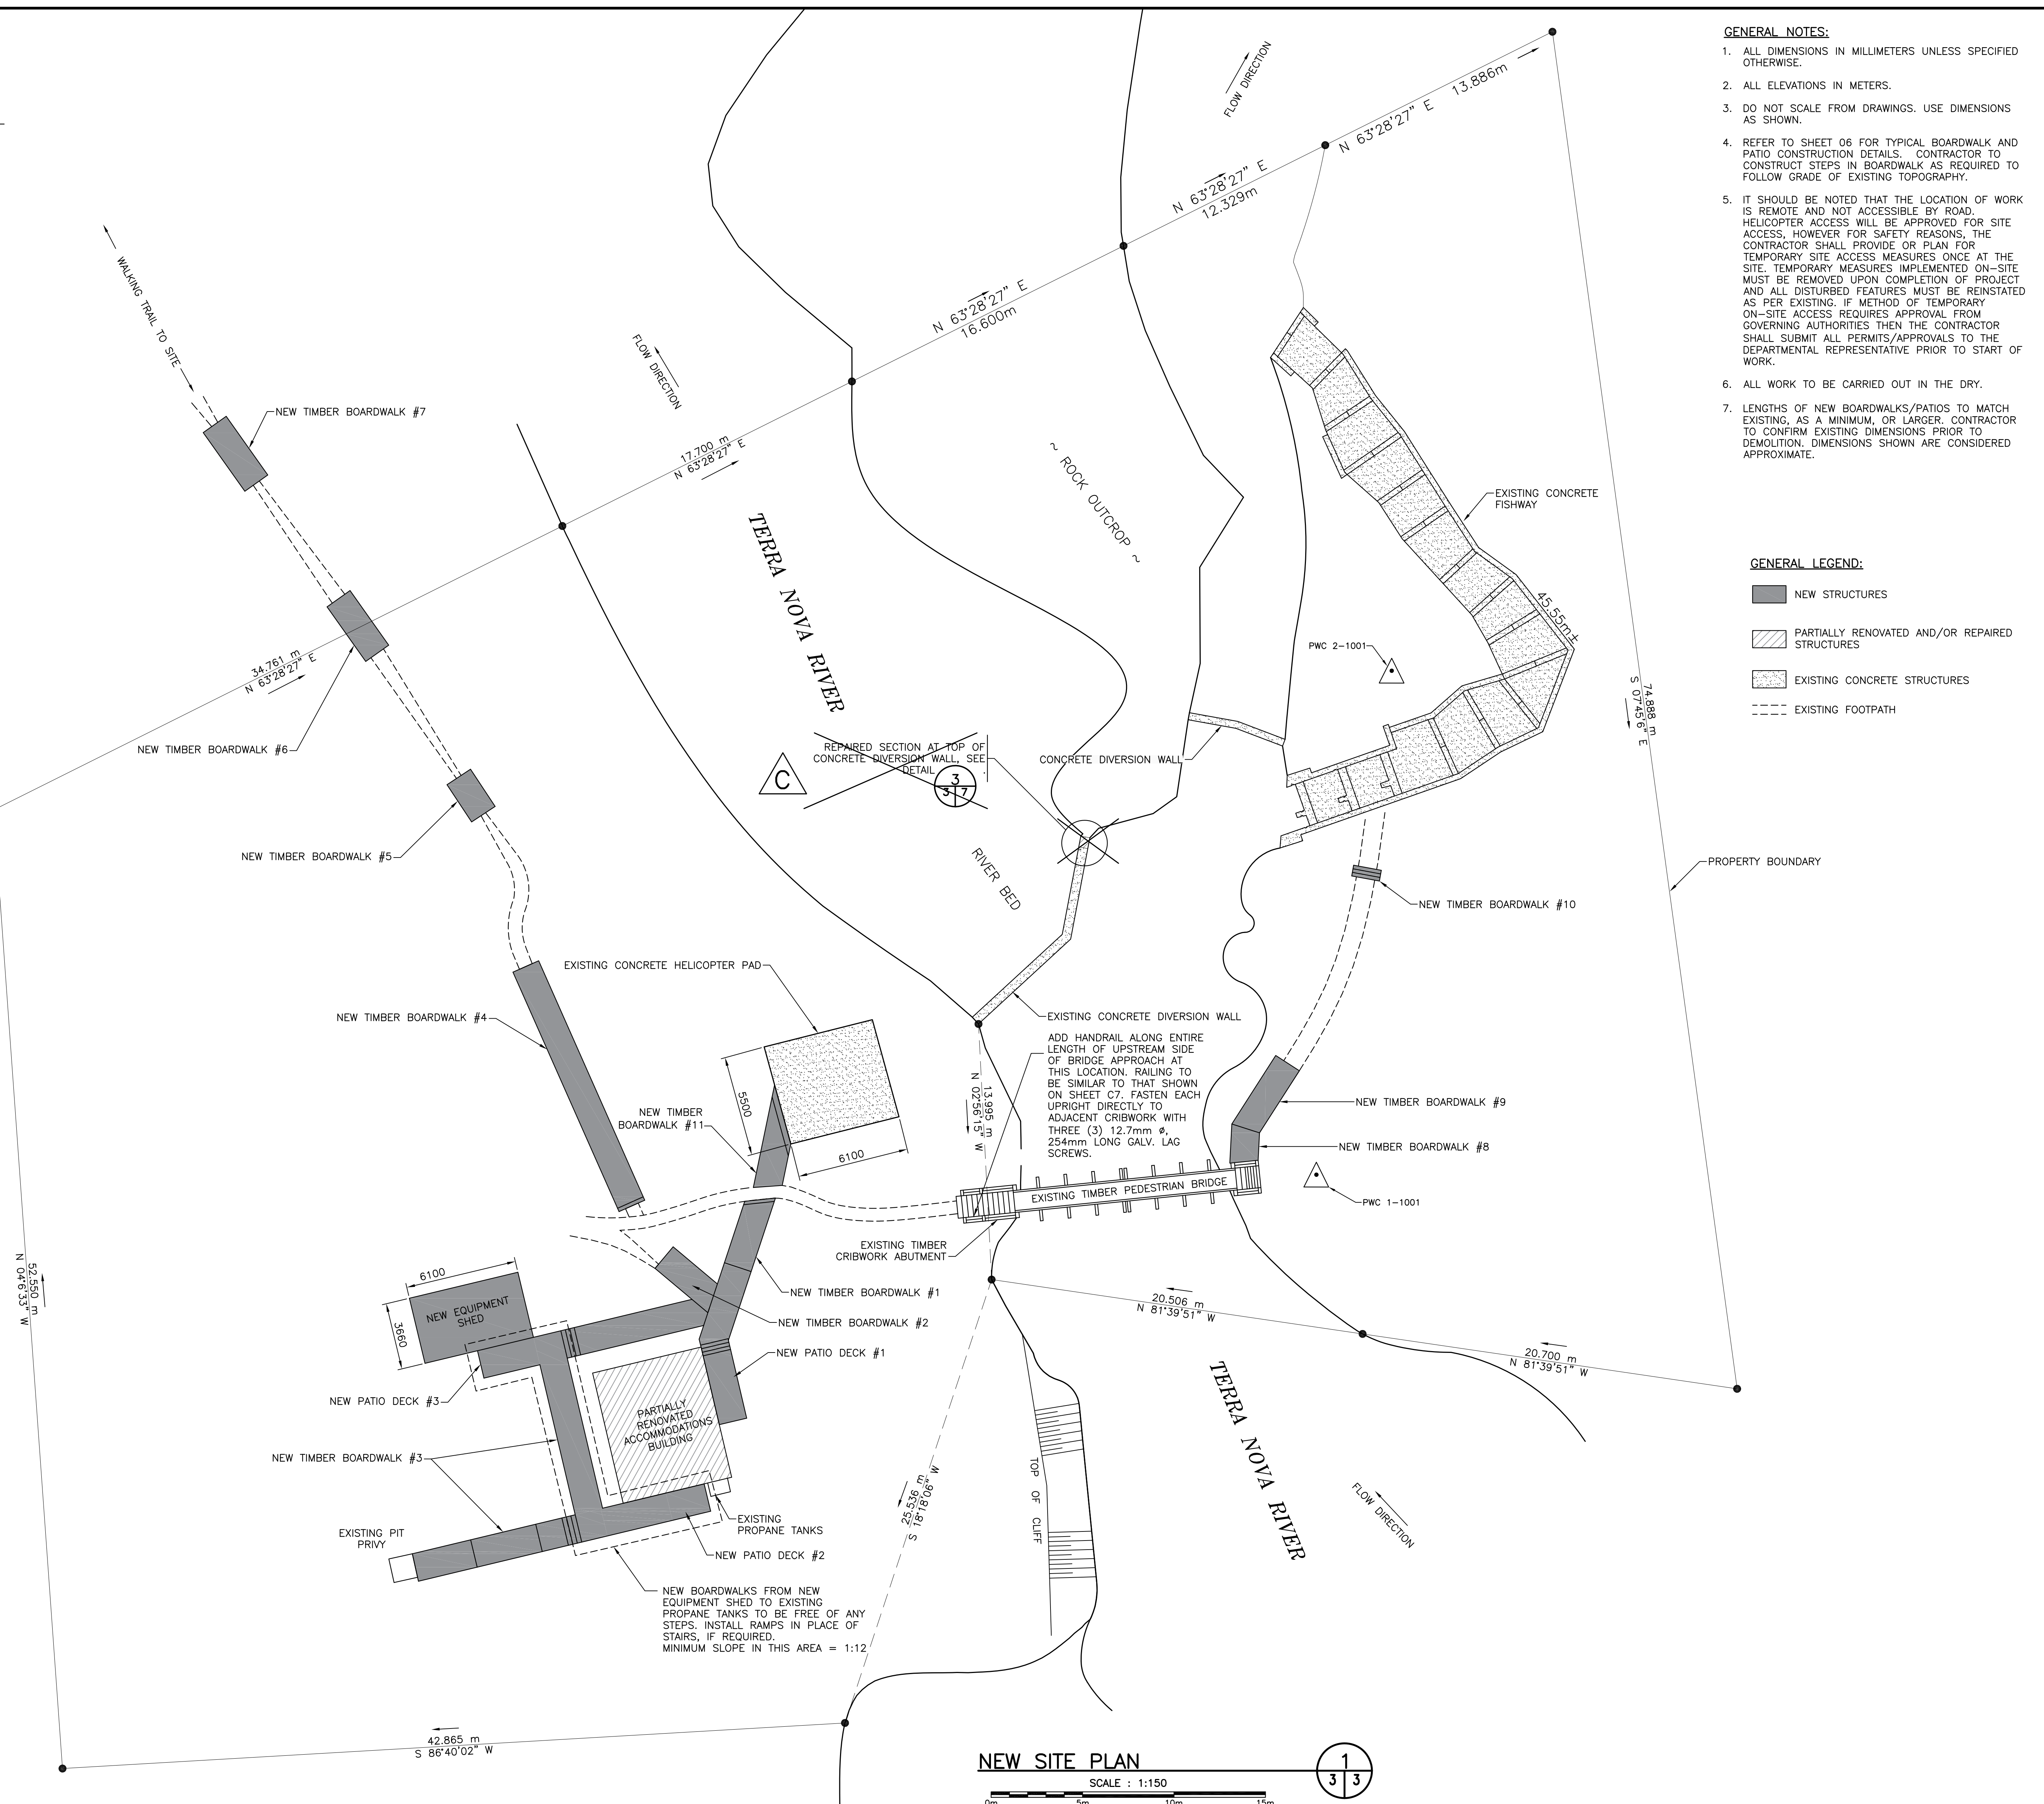 GENERAL NOTES:
1. ALL DIMENSIONS IN MILLIMETERS UNLESS SPECIFIED
OTHERWISE.
2. ALL ELEVATIONS IN METERS.
3. DO NOT SCALE FROM DRAWINGS. USE DIMENSIONS
AS SHOWN.
4. REFER TO SHEET 06 FOR TYPICAL BOARDWALK AND
PATIO CONSTRUCTION DETAILS. CONTRACTOR TO
CONSTRUCT STEPS IN BOARDWALK AS REQUIRED TO
FOLLOW GRADE OF EXISTING TOPOGRAPHY.
5. IT SHOULD BE NOTED THAT THE LOCATION OF WORK
IS REMOTE AND NOT ACCESSIBLE BY ROAD.
HELICOPTER ACCESS WILL BE APPROVED FOR SITE
ACCESS, HOWEVER FOR SAFETY REASONS, THE
CONTRACTOR SHALL PROVIDE OR PLAN FOR
TEMPORARY SITE ACCESS MEASURES ONCE AT THE
SITE. TEMPORARY MEASURES IMPLEMENTED ON-SITE
MUST BE REMOVED UPON COMPLETION OF PROJECT
AND ALL DISTURBED FEATURES MUST BE REINSTATED
AS PER EXISTING. IF METHOD OF TEMPORARY
ON-SITE ACCESS REQUIRES APPROVAL FROM
GOVERNING AUTHORITIES THEN THE CONTRACTOR
SHALL SUBMIT ALL PERMITS/APPROVALS TO THE
DEPARTMENTAL REPRESENTATIVE PRIOR TO START OF
WORK.
6. ALL WORK TO BE CARRIED OUT IN THE DRY.
7. LENGTHS OF NEW BOARDWALKS/PATIOS TO MATCH
EXISTING, AS A MINIMUM, OR LARGER. CONTRACTOR
TO CONFIRM EXISTING DIMENSIONS PRIOR TO
DEMOLITION. DIMENSIONS SHOWN ARE CONSIDERED
APPROXIMATE.
GENERAL LEGEND:
NEW STRUCTURES
PARTIALLY RENOVATED AND/OR REPAIRED
STRUCTURES
EXISTING CONCRETE STRUCTURES
EXISTING FOOTPATH
FLOW DIRECTION
N 63°28'27" E 13.886m
N 63°28'27" E
12.329m
N 63°28'27" E
16.600m
17.700 m
N 63°28'27" E
34.761 m
N 63°28'27" E
WALKING TRAIL TO SITE
FLOW DIRECTION
NEW TIMBER BOARDWALK #7
NEW TIMBER BOARDWALK #6
NEW TIMBER BOARDWALK #5
NEW TIMBER BOARDWALK #4
TERRA NOVA RIVER
~ ROCK OUTCROP ~
EXISTING CONCRETE
FISHWAY
45.55m±
PWC 2-1001
74.888 m
S 07°45'6" E
PROPERTY BOUNDARY
C
REPAIRED SECTION AT TOP OF
CONCRETE DIVERSION WALL, SEE
DETAIL
3
3 7
CONCRETE DIVERSION WALL
RIVER BED
NEW TIMBER BOARDWALK #10
EXISTING CONCRETE HELICOPTER PAD
5500
6100
EXISTING CONCRETE DIVERSION WALL
ADD HANDRAIL ALONG ENTIRE
LENGTH OF UPSTREAM SIDE
OF BRIDGE APPROACH AT
THIS LOCATION. RAILING TO
BE SIMILAR TO THAT SHOWN
ON SHEET C7. FASTEN EACH
UPRIGHT DIRECTLY TO
ADJACENT CRIBWORK WITH
THREE (3) 12.7mm ø,
254mm LONG GALV. LAG
SCREWS.
13.995 m
N 02°56'15" W
NEW TIMBER
BOARDWALK #11
NEW TIMBER BOARDWALK #9
NEW TIMBER BOARDWALK #8
PWC 1-1001
EXISTING TIMBER PEDESTRIAN BRIDGE
EXISTING TIMBER
CRIBWORK ABUTMENT
52.550 m
N 04°6'33" W
6100
3660
NEW EQUIPMENT
SHED
NEW TIMBER BOARDWALK #1
NEW TIMBER BOARDWALK #2
NEW PATIO DECK #1
NEW PATIO DECK #3
NEW TIMBER BOARDWALK #3
PARTIALLY
RENOVATED
ACCOMMODATIONS
BUILDING
EXISTING PIT
PRIVY
EXISTING
PROPANE TANKS
NEW PATIO DECK #2
NEW BOARDWALKS FROM NEW
EQUIPMENT SHED TO EXISTING
PROPANE TANKS TO BE FREE OF ANY
STEPS. INSTALL RAMPS IN PLACE OF
STAIRS, IF REQUIRED.
MINIMUM SLOPE IN THIS AREA = 1:12
20.506 m
N 81°39'51" W
20.700 m
N 81°39'51" W
25.536 m
S 18°18'06" W
TOP OF CLIFF
TERRA NOVA RIVER
FLOW DIRECTION
42.865 m
S 86°40'02" W
NEW SITE PLAN
SCALE : 1:150
1
3 3
0m 5m 10m 15m